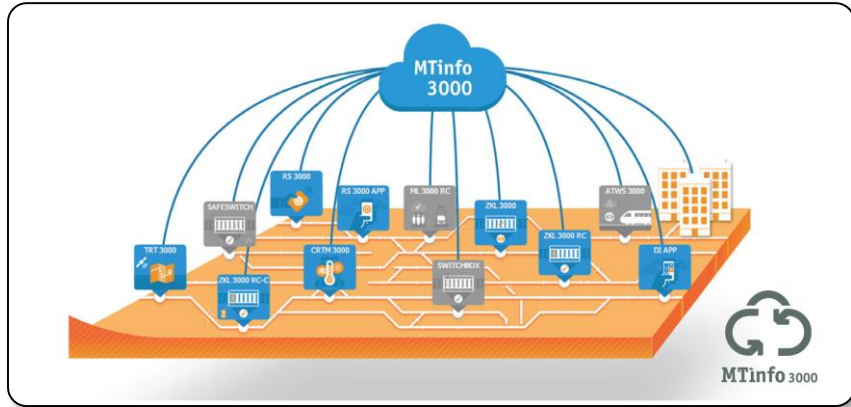 MTinfo
3000
RS 3000
SAFESWITCH
RS 3000 APP
ML 3000 RC
ZKL 3000
ATWS 3000
TRT 3000
ZKL 3000 RC-C
CRTM 3000
SWITCHBOX
ZKL 3000 RC
DI APP
MTinfo 3000